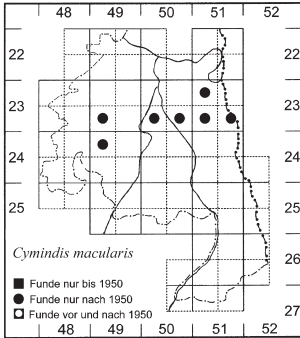 48 49 50 51 52
22 22
23 23
24 24
25 25
26
Cymindis macularis
Funde nur bis 1950
Funde nur nach 1950
Funde vor und nach 1950
26
27
48 49 50 51 52